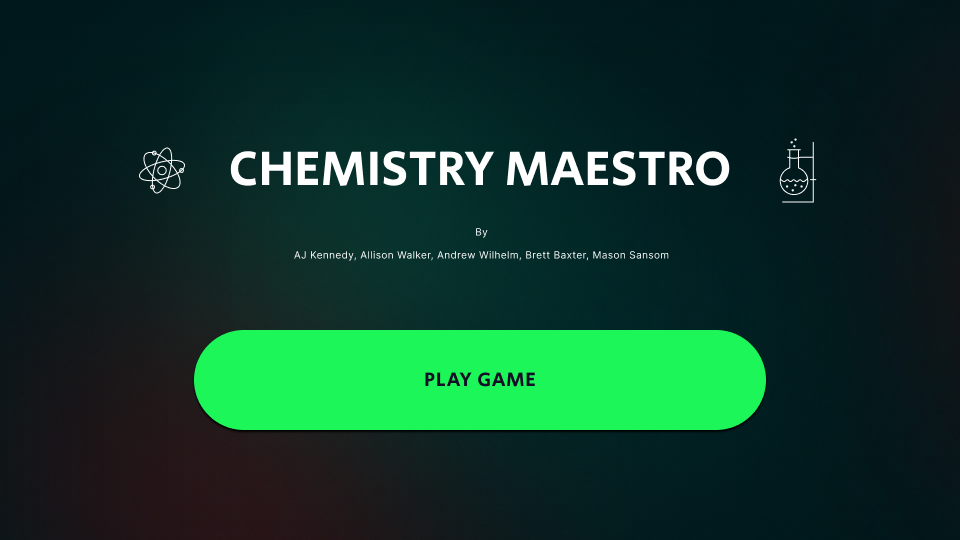 CHEMISTRY MAESTRO
By
AJ Kennedy, Allison Walker, Andrew Wilhelm, Brett Baxter, Mason Sansom
PLAY GAME